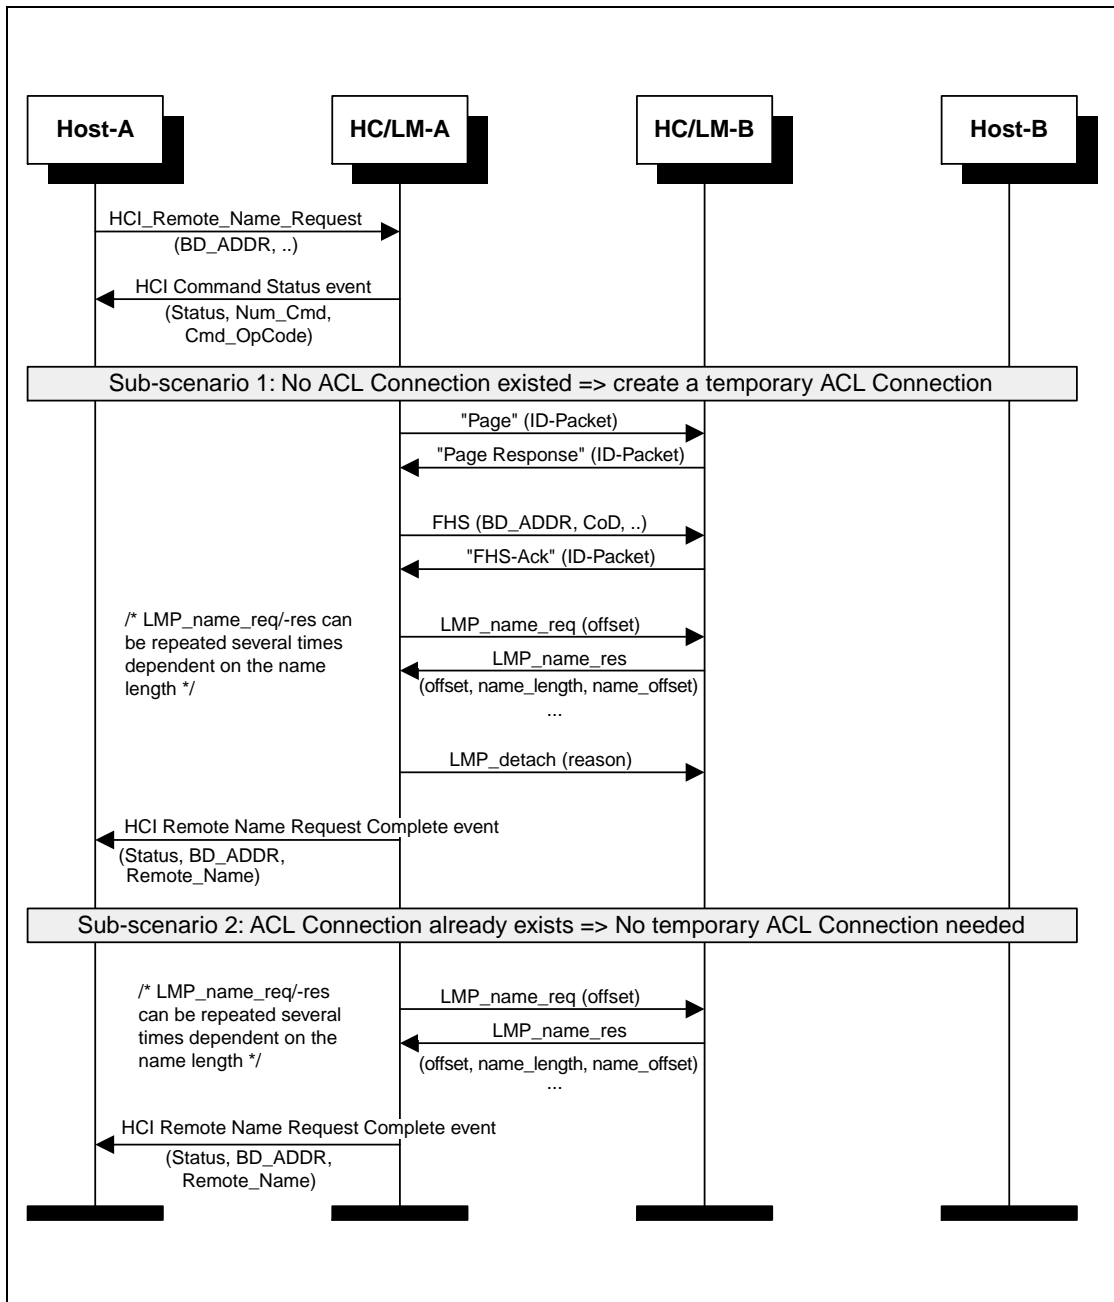 Host-A
HC/LM-A
HC/LM-B
Host-B
HCI_Remote_Name_Request
(BD_ADDR, ..)
HCI Command Status event
(Status, Num_Cmd,
Cmd_OpCode)
Sub-scenario 1: No ACL Connection existed => create a temporary ACL Connection
"Page" (ID-Packet)
"Page Response" (ID-Packet)
FHS (BD_ADDR, CoD, ..)
"FHS-Ack" (ID-Packet)
/* LMP_name_req/-res can
be repeated several times
dependent on the name
length */
LMP_name_req (offset)
LMP_name_res
(offset, name_length, name_offset)
...
LMP_detach (reason)
HCI Remote Name Request Complete event
(Status, BD_ADDR,
Remote_Name)
Sub-scenario 2: ACL Connection already exists => No temporary ACL Connection needed
/* LMP_name_req/-res
can be repeated several
times dependent on the
name length */
LMP_name_req (offset)
LMP_name_res
(offset, name_length, name_offset)
...
HCI Remote Name Request Complete event
(Status, BD_ADDR,
Remote_Name)